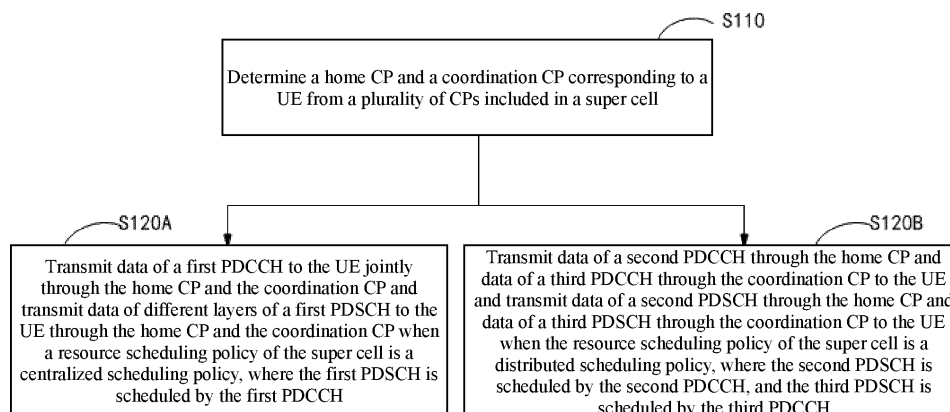 S110
Determine a home CP and a coordination CP corresponding to a
UE from a plurality of CPs included in a super cell
S120A
Transmit data of a first PDCCH to the UE jointly
through the home CP and the coordination CP and
transmit data of different layers of a first PDSCH to the
UE through the home CP and the coordination CP when
a resource scheduling policy of the super cell is a
centralized scheduling policy, where the first PDSCH is
scheduled by the first PDCCH
S120B
Transmit data of a second PDCCH through the home CP and
data of a third PDCCH through the coordination CP to the UE
and transmit data of a second PDSCH through the home CP and
data of a third PDSCH through the coordination CP to the UE
when the resource scheduling policy of the super cell is a
distributed scheduling policy, where the second PDSCH is
scheduled by the second PDCCH, and the third PDSCH is
scheduled by the third PDCCH